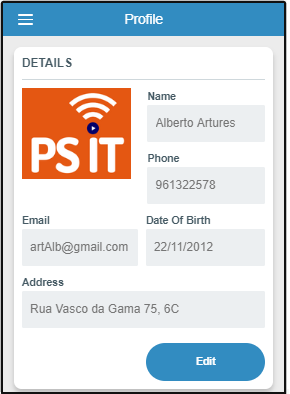 Profile
DETAILS
PS iT
Name
Alberto Artures
Phone
961322578
Email
artAlb@gmail.com
Date Of Birth
22/11/2012
Address
Rua Vasco da Gama 75, 6C
Edit